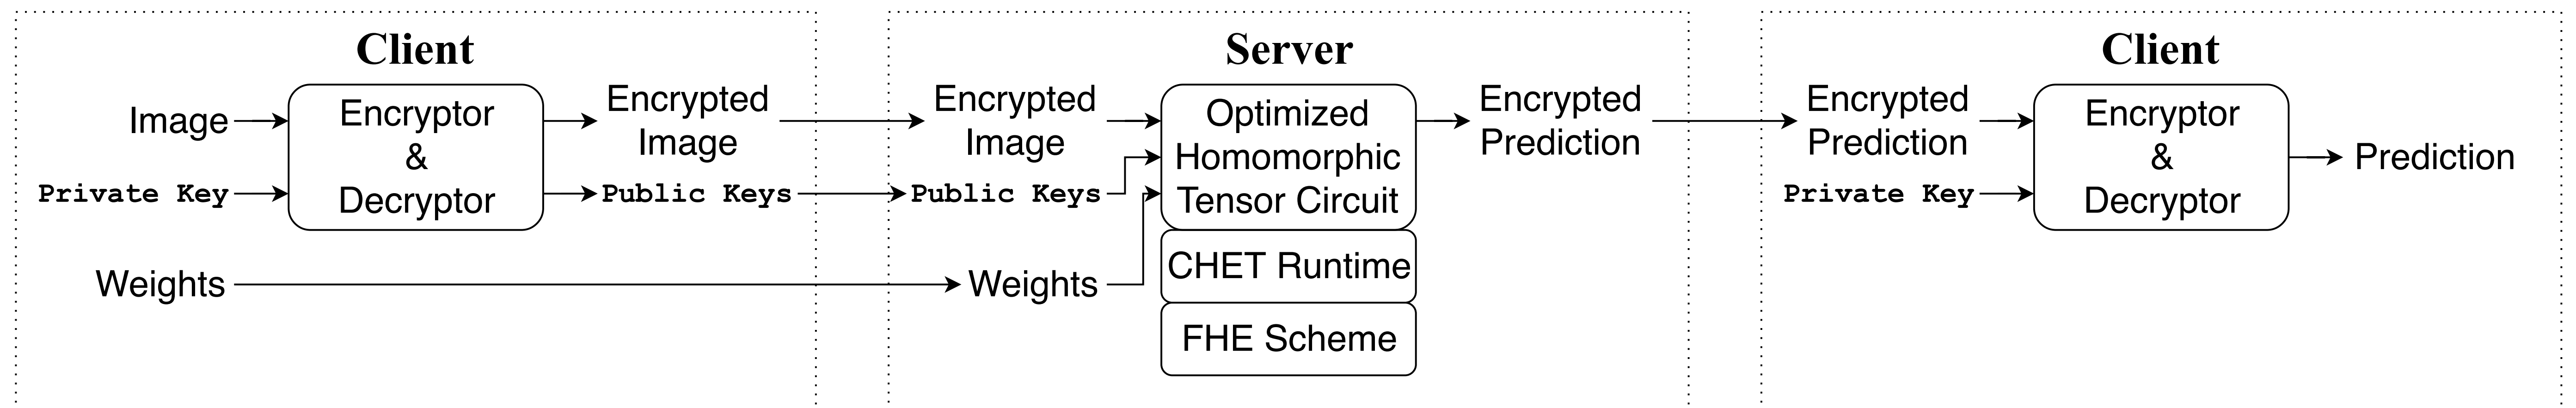 Client
Image
Private Key
Weights
Encryptor
&
Decryptor
Encrypted
Image
Public Keys
Server
Encrypted
Image
Public Keys
Weights
Optimized
Homomorphic
Tensor Circuit
CHET Runtime
FHE Scheme
Encrypted
Prediction
Client
Encrypted
Prediction
Private Key
Encryptor
&
Decryptor
Prediction